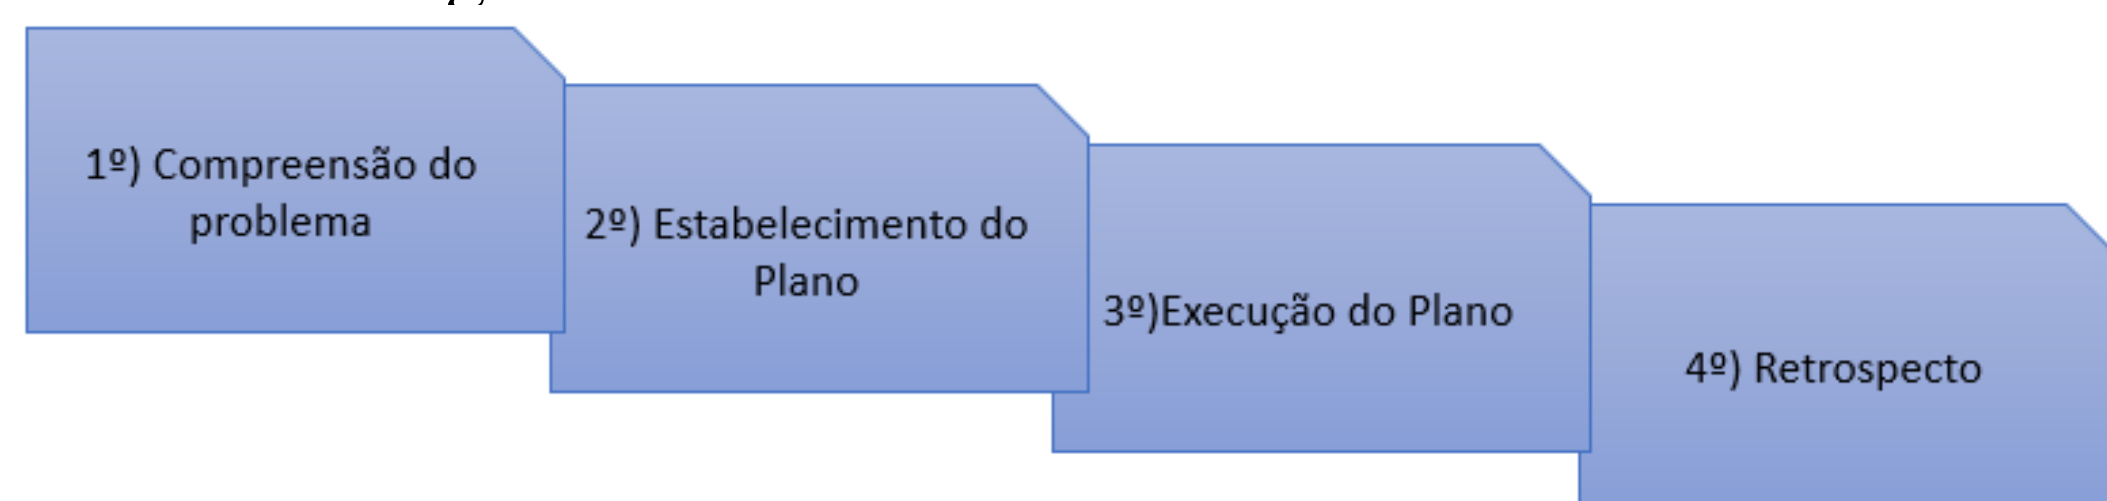 1º) Compreensão do
problema
2º) Estabelecimento do
Plano
3º)Execução do Plano
4º) Retrospecto